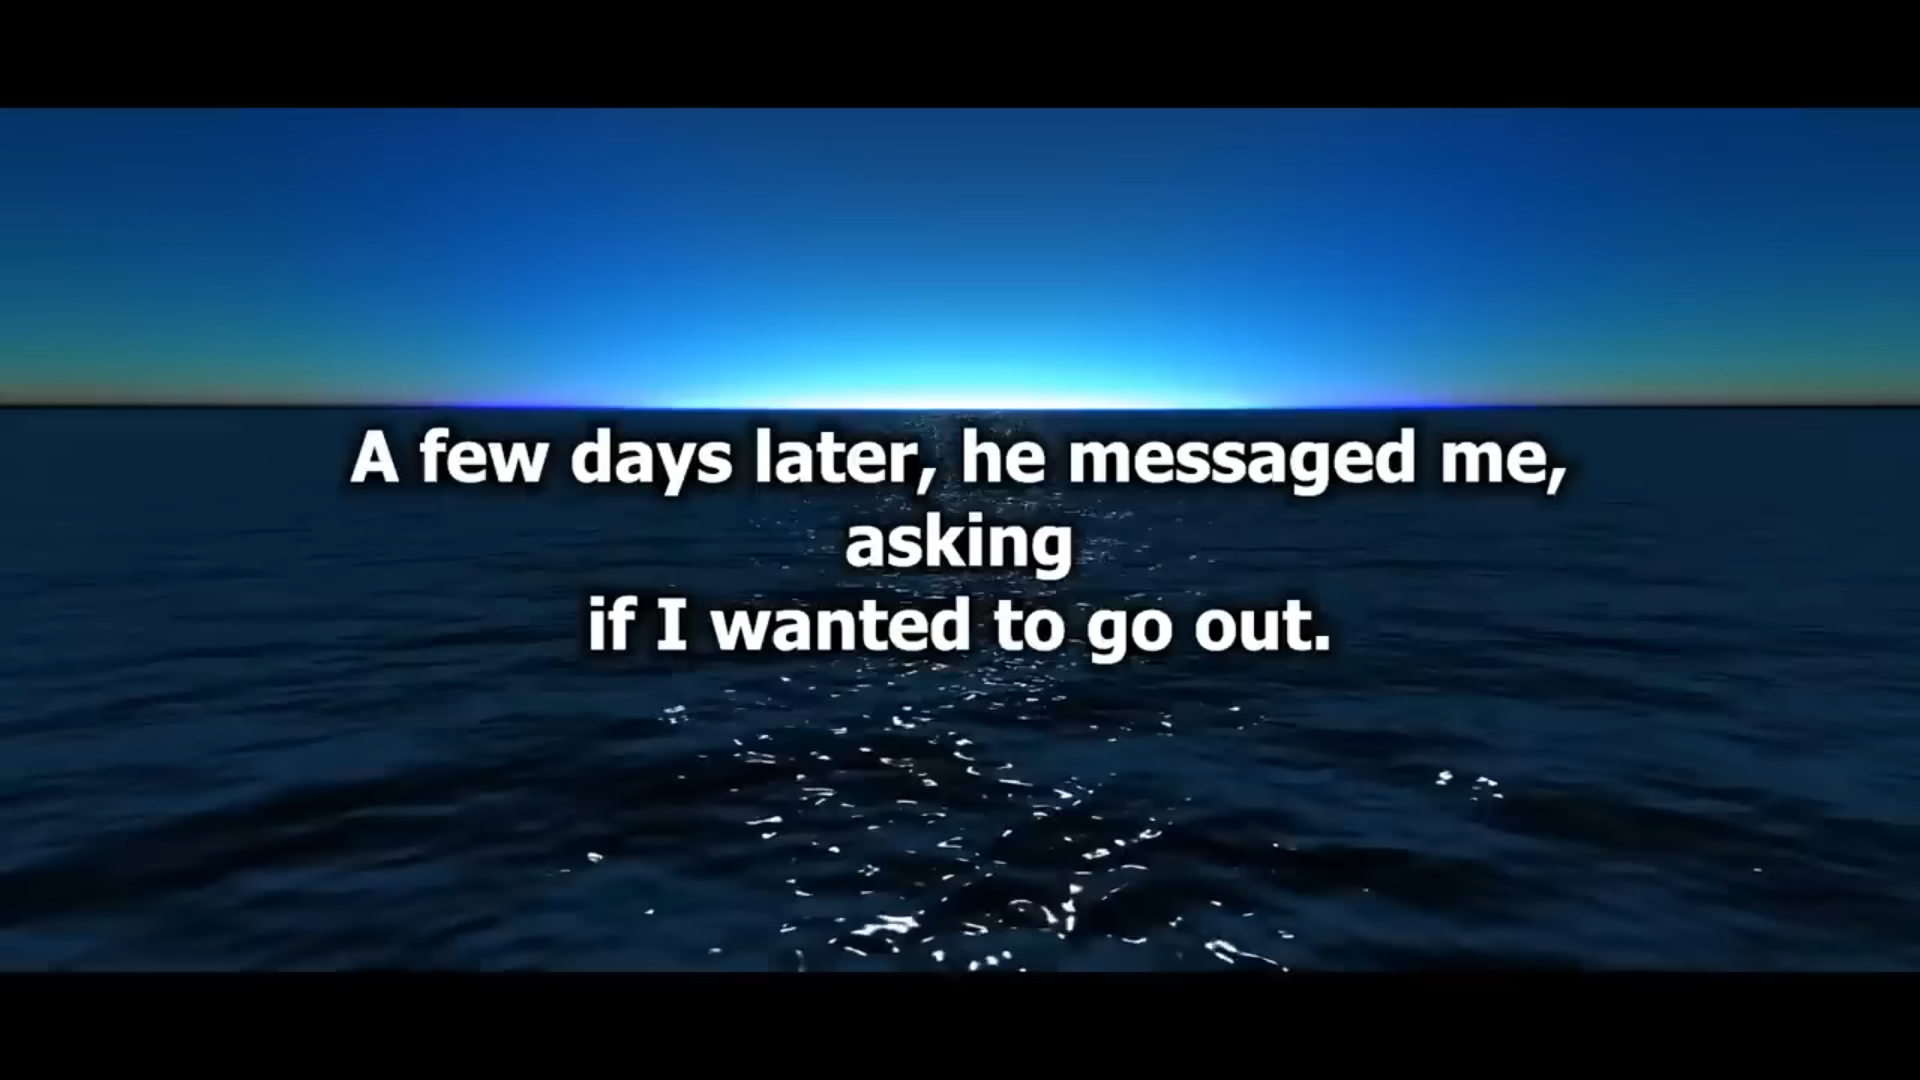 A few days later, he messaged me,
asking
if I wanted to go out.